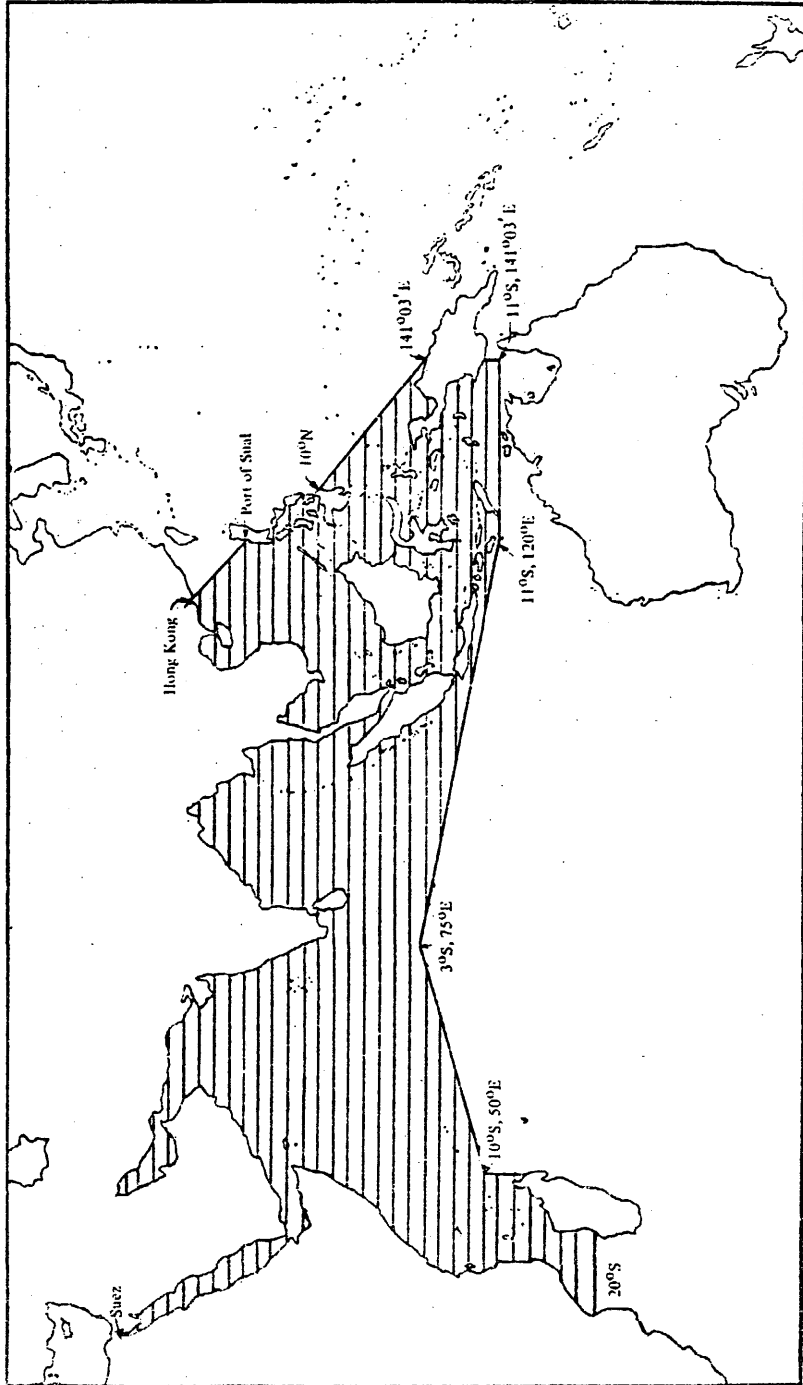 Suez
Hong Kong
Port of Sual
10°N
141°03'E
11°S, 141°03'E
11°S, 120°E
3°S, 75°E
10°S, 50°E
20°S